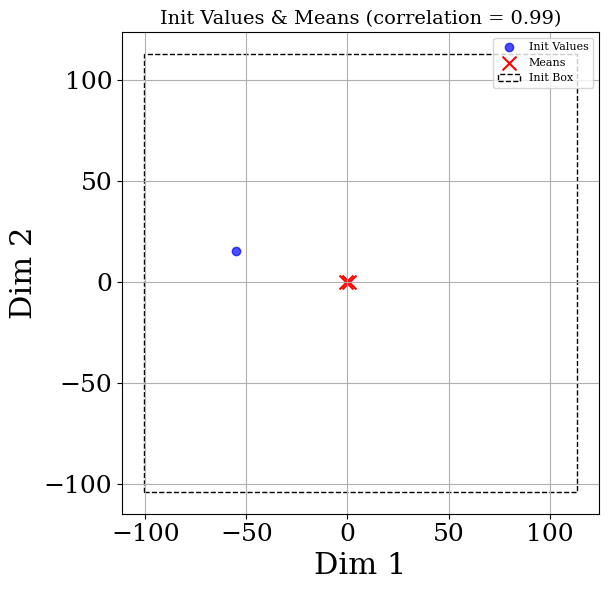 Init Values & Means (correlation = 0.99)
Init Values
Means
Init Box
100
50
0
−50
−100
Dim 2
−100 −50 0 50 100
Dim 1